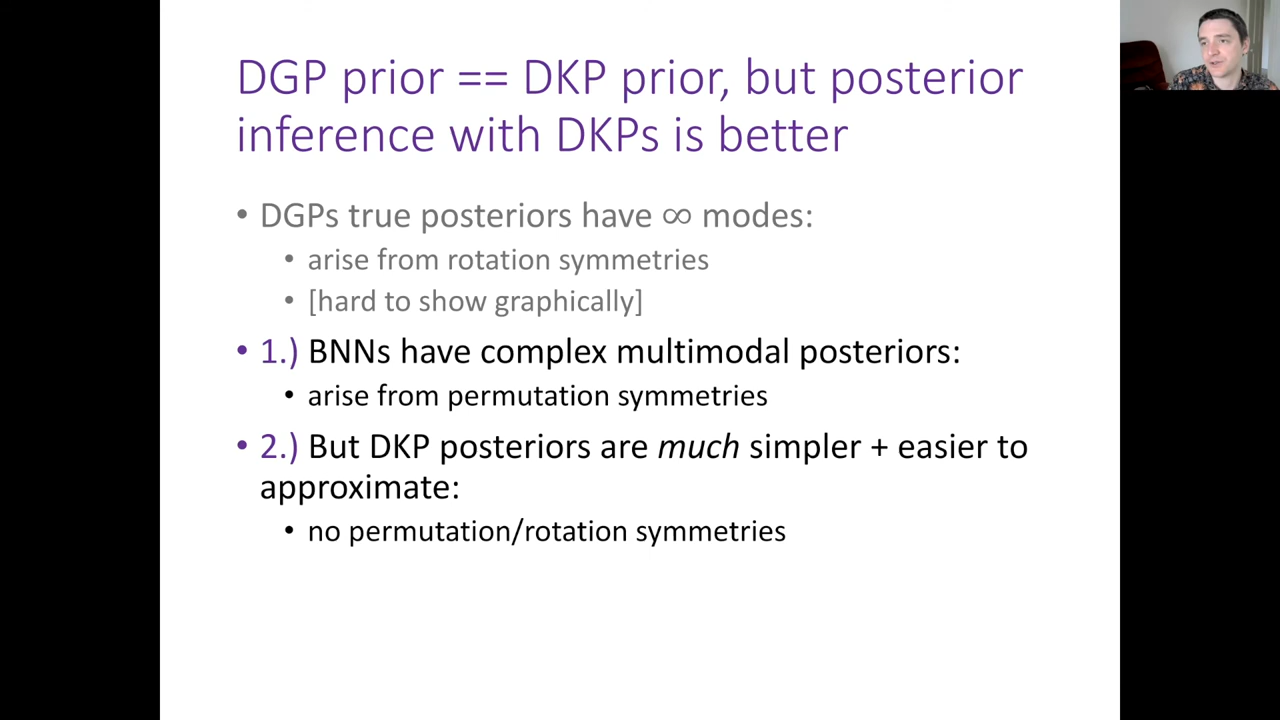 DGP prior == DKP prior, but posterior
inference with DKPs is better
• DGPs true posteriors have ∞ modes:
• arise from rotation symmetries
• [hard to show graphically]
• 1.) BNNs have complex multimodal posteriors:
• arise from permutation symmetries
• 2.) But DKP posteriors are much simpler + easier to
approximate:
• no permutation/rotation symmetries